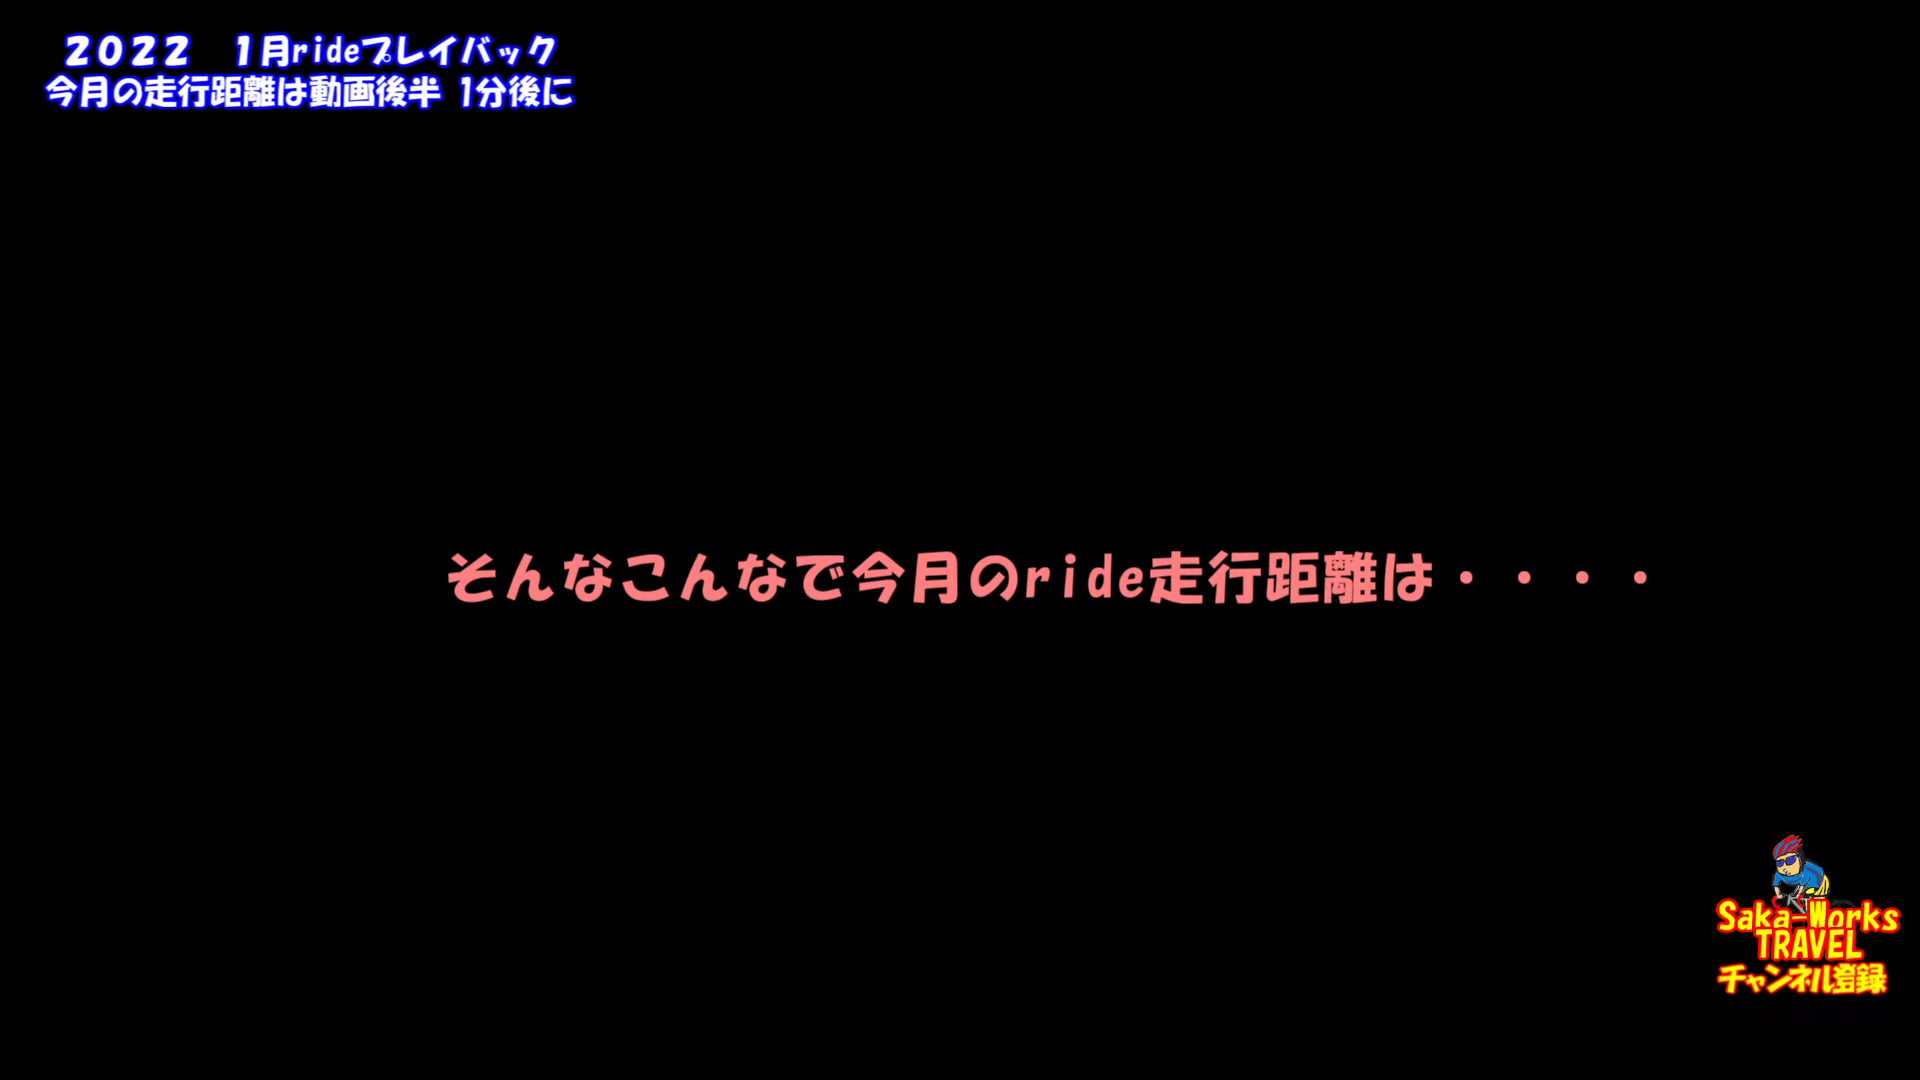 ２０２２　１月rideプレイバック
今月の走行距離は動画後半 1分後に
そんなこんなで今月のride走行距離は・・・・
Saka-Works
TRAVEL
チャンネル登録